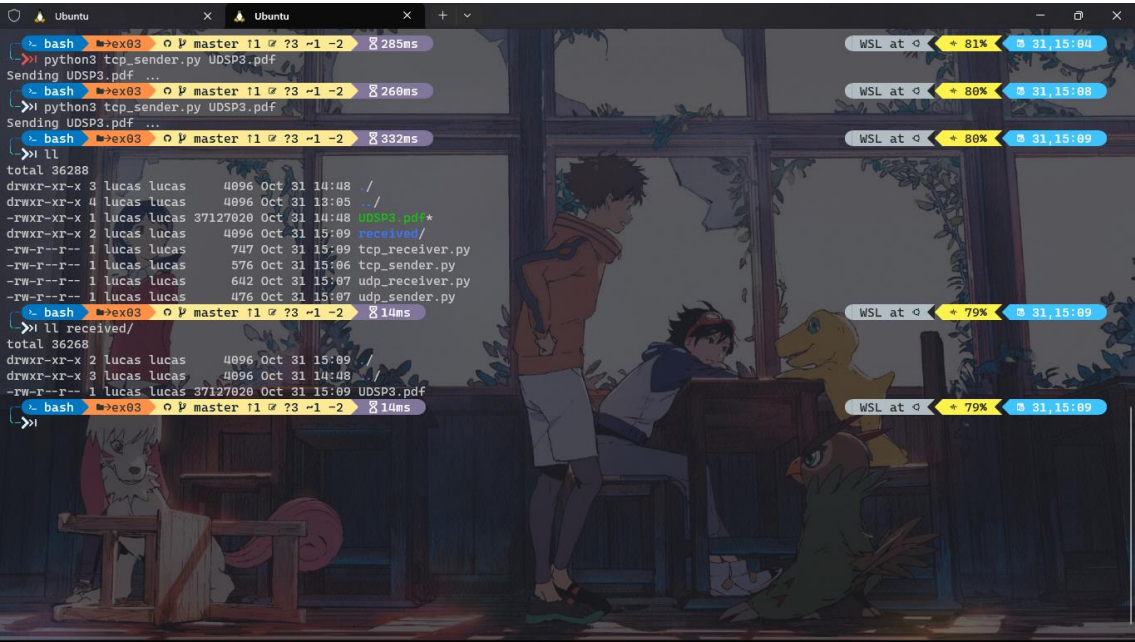 Ubuntu Ubuntu
bash ex03 master ↑1 ?3 ~1 -2 285ms WSL at 81% 31,15:04
python3 tcp_sender.py UDSP3.pdf
Sending UDSP3.pdf ...
bash ex03 master ↑1 ?3 ~1 -2 260ms WSL at 80% 31,15:08
python3 tcp_sender.py UDSP3.pdf
Sending UDSP3.pdf ...
bash ex03 master ↑1 ?3 ~1 -2 332ms WSL at 80% 31,15:09
ll
total 36288
drwxr-xr-x 3 lucas lucas 4096 Oct 31 14:48 ./
drwxr-xr-x 4 lucas lucas 4096 Oct 31 13:05 ../
-rwxr-xr-x 1 lucas lucas 37127020 Oct 31 14:48 UDSP3.pdf*
drwxr-xr-x 2 lucas lucas 4096 Oct 31 15:09 received/
-rw-r--r-- 1 lucas lucas 747 Oct 31 15:09 tcp_receiver.py
-rw-r--r-- 1 lucas lucas 576 Oct 31 15:06 tcp_sender.py
-rw-r--r-- 1 lucas lucas 642 Oct 31 15:07 udp_receiver.py
-rw-r--r-- 1 lucas lucas 476 Oct 31 15:07 udp_sender.py
bash ex03 master ↑1 ?3 ~1 -2 14ms WSL at 79% 31,15:09
ll received/
total 36268
drwxr-xr-x 2 lucas lucas 4096 Oct 31 15:09 ./
drwxr-xr-x 3 lucas lucas 4096 Oct 31 14:48 ../
-rw-r--r-- 1 lucas lucas 37127020 Oct 31 15:09 UDSP3.pdf
bash ex03 master ↑1 ?3 ~1 -2 14ms WSL at 79% 31,15:09